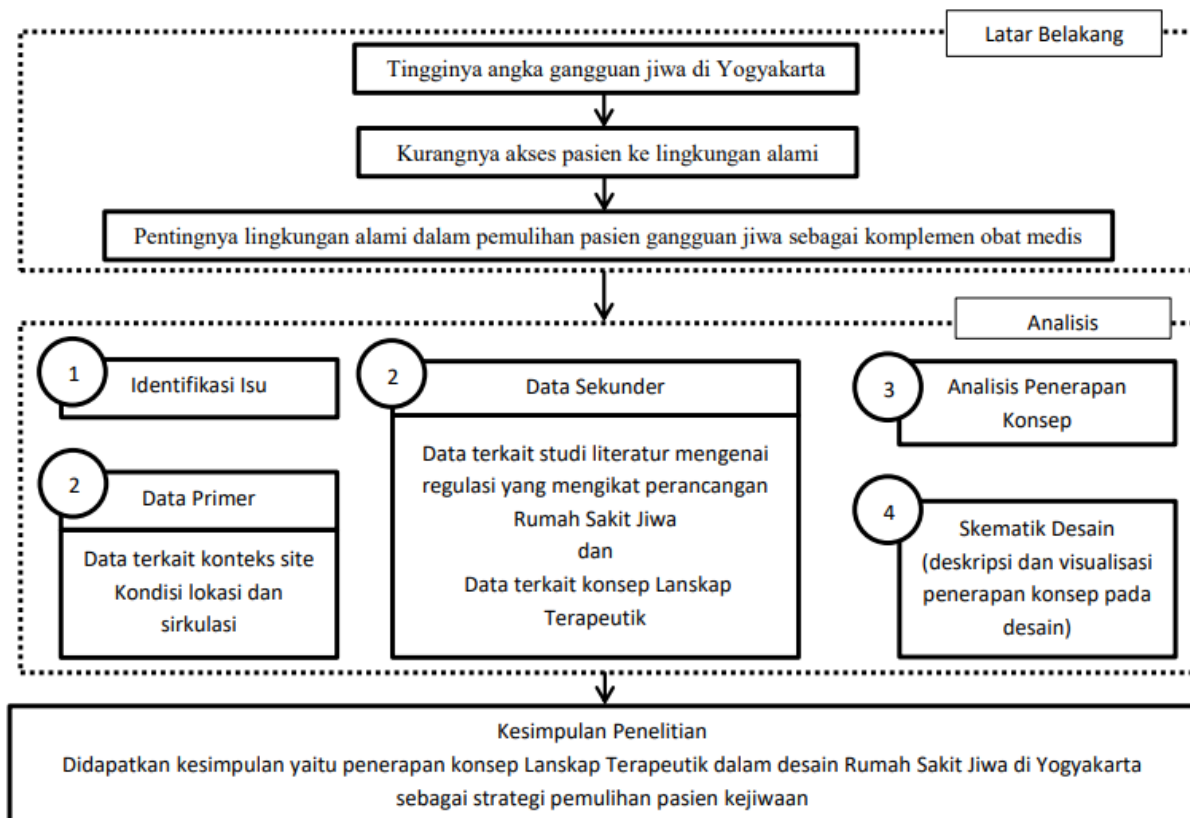 Latar Belakang
Tingginya angka gangguan jiwa di Yogyakarta
Kurangnya akses pasien ke lingkungan alami
Pentingnya lingkungan alami dalam pemulihan pasien gangguan jiwa sebagai komplemen obat medis
Analisis
1
Identifikasi Isu
2
Data Primer
Data terkait konteks site
Kondisi lokasi dan
sirkulasi
2
Data Sekunder
Data terkait studi literatur mengenai
regulasi yang mengikat perancangan
Rumah Sakit Jiwa
dan
Data terkait konsep Lanskap
Terapeutik
3
Analisis Penerapan
Konsep
4
Skematik Desain
(deskripsi dan visualisasi
penerapan konsep pada
desain)
Kesimpulan Penelitian
Didapatkan kesimpulan yaitu penerapan konsep Lanskap Terapeutik dalam desain Rumah Sakit Jiwa di Yogyakarta
sebagai strategi pemulihan pasien kejiwaan